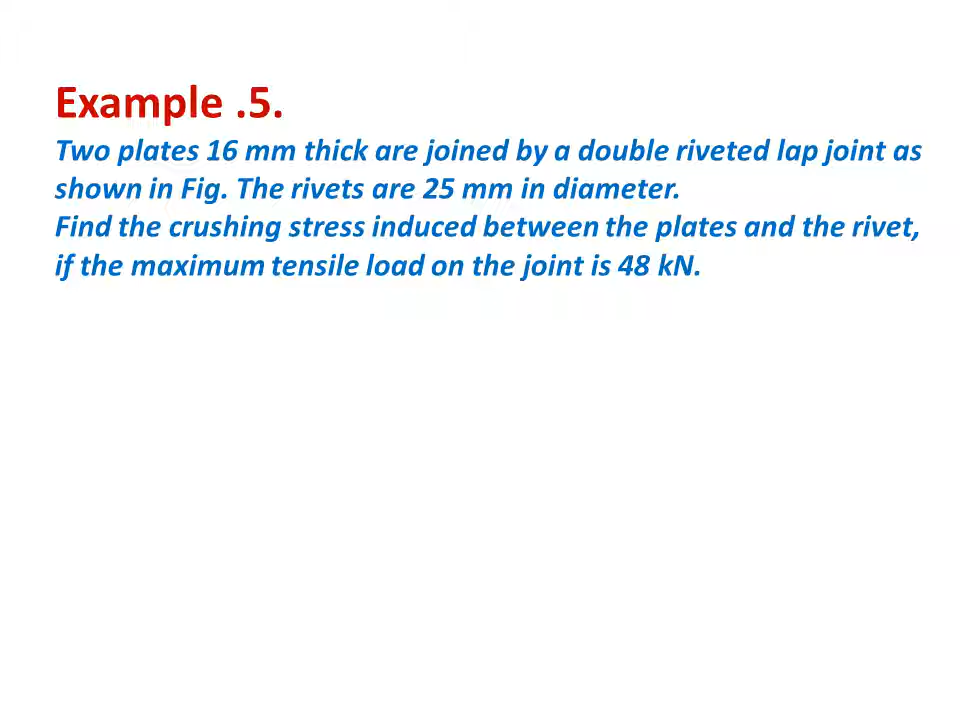 Example .5.
Two plates 16 mm thick are joined by a double riveted lap joint as
shown in Fig. The rivets are 25 mm in diameter.
Find the crushing stress induced between the plates and the rivet,
if the maximum tensile load on the joint is 48 kN.